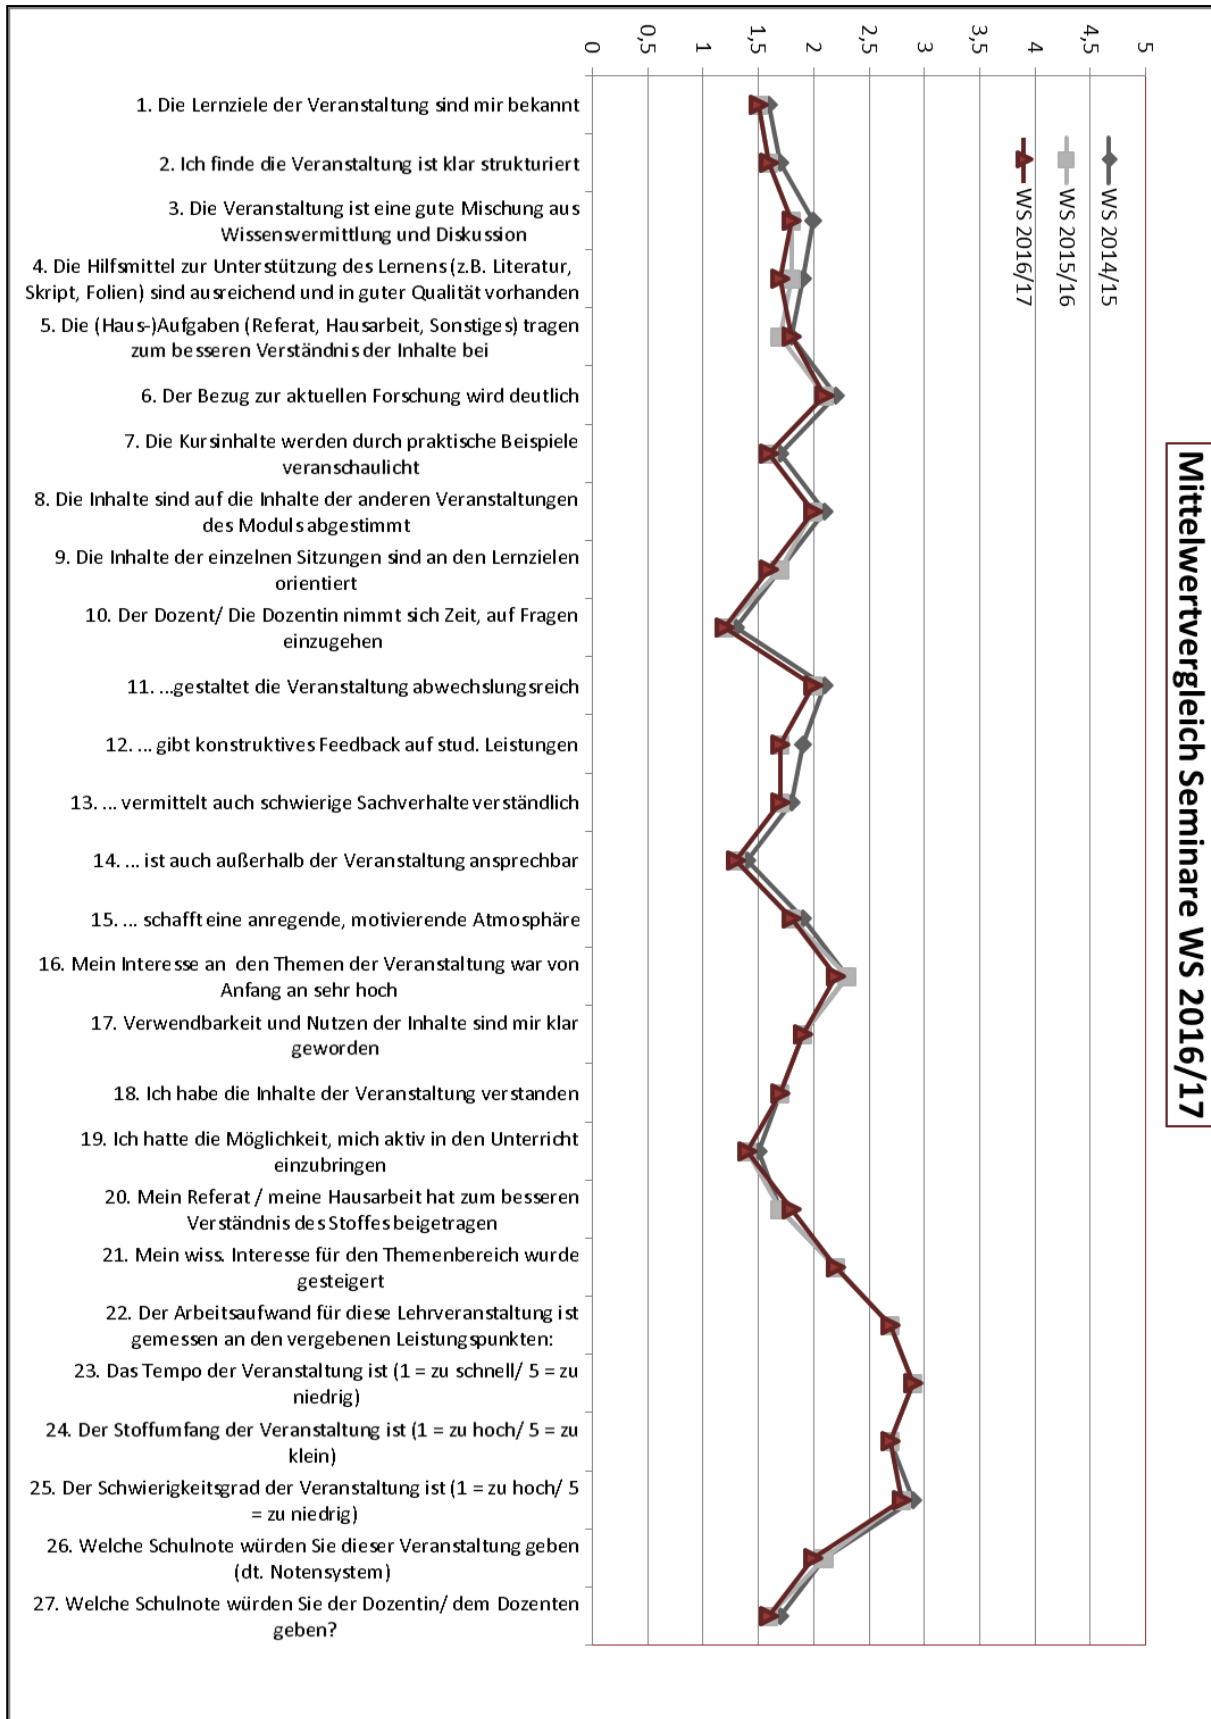 Mittelwertvergleich Seminare WS 2016/17
WS 2014/15
WS 2015/16
WS 2016/17
0
0,5
1
1,5
2
2,5
3
3,5
4
4,5
5
1. Die Lernziele der Veranstaltung sind mir bekannt
2. Ich finde die Veranstaltung ist klar strukturiert
3. Die Veranstaltung ist eine gute Mischung aus
Wissensvermittlung und Diskussion
4. Die Hilfsmittel zur Unterstützung des Lernens (z.B. Literatur,
Skript, Folien) sind ausreichend und in guter Qualität vorhanden
5. Die (Haus-)Aufgaben (Referat, Hausarbeit, Sonstiges) tragen
zum besseren Verständnis der Inhalte bei
6. Der Bezug zur aktuellen Forschung wird deutlich
7. Die Kursinhalte werden durch praktische Beispiele
veranschaulicht
8. Die Inhalte sind auf die Inhalte der anderen Veranstaltungen
des Moduls abgestimmt
9. Die Inhalte der einzelnen Sitzungen sind an den Lernzielen
orientiert
10. Der Dozent/ Die Dozentin nimmt sich Zeit, auf Fragen
einzugehen
11. ...gestaltet die Veranstaltung abwechslungsreich
12. ... gibt konstruktives Feedback auf stud. Leistungen
13. ... vermittelt auch schwierige Sachverhalte verständlich
14. ... ist auch außerhalb der Veranstaltung ansprechbar
15. ... schafft eine anregende, motivierende Atmosphäre
16. Mein Interesse an den Themen der Veranstaltung war von
Anfang an sehr hoch
17. Verwendbarkeit und Nutzen der Inhalte sind mir klar
geworden
18. Ich habe die Inhalte der Veranstaltung verstanden
19. Ich hatte die Möglichkeit, mich aktiv in den Unterricht
einzubringen
20. Mein Referat / meine Hausarbeit hat zum besseren
Verständnis des Stoffes beigetragen
21. Mein wiss. Interesse für den Themenbereich wurde
gesteigert
22. Der Arbeitsaufwand für diese Lehrveranstaltung ist
gemessen an den vergebenen Leistungspunkten:
23. Das Tempo der Veranstaltung ist (1 = zu schnell/ 5 = zu
niedrig)
24. Der Stoffumfang der Veranstaltung ist (1 = zu hoch/ 5 = zu
klein)
25. Der Schwierigkeitsgrad der Veranstaltung ist (1 = zu hoch/ 5
= zu niedrig)
26. Welche Schulnote würden Sie dieser Veranstaltung geben
(dt. Notensystem)
27. Welche Schulnote würden Sie der Dozentin/ dem Dozenten
geben?